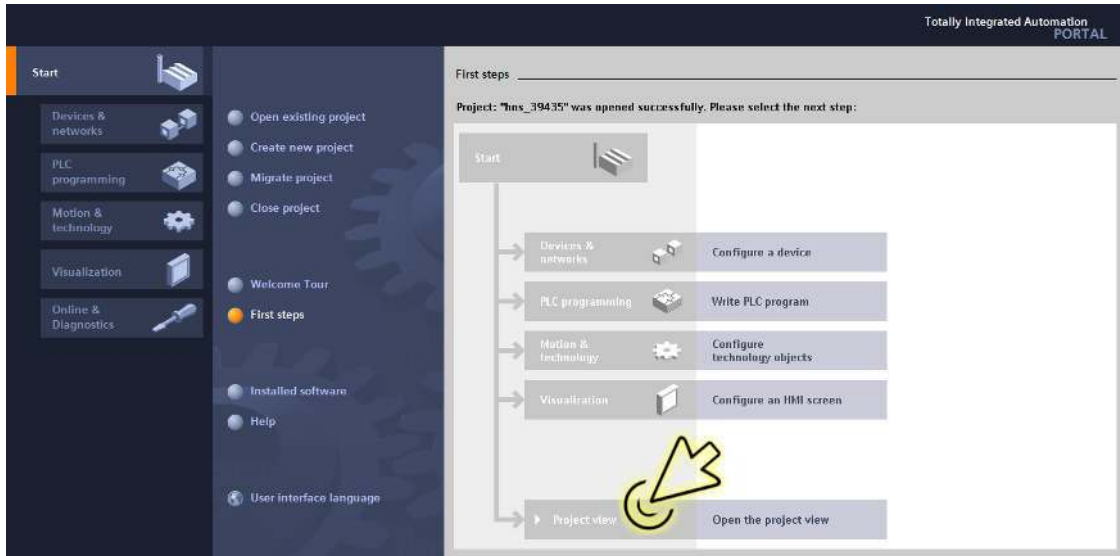 Totally Integrated Automation
PORTAL
Start
Devices &
networks
PLC
programming
Motion &
technology
Visualization
Online &
Diagnostics
Open existing project
Create new project
Migrate project
Close project
Welcome Tour
First steps
Installed software
Help
User interface language
First steps
Project: "hns_39435" was opened successfully. Please select the next step:
Start
Devices &
networks
Configure a device
PLC programming
Write PLC program
Motion &
technology
Configure
technology objects
Visualization
Configure an HMI screen
Project view
Open the project view